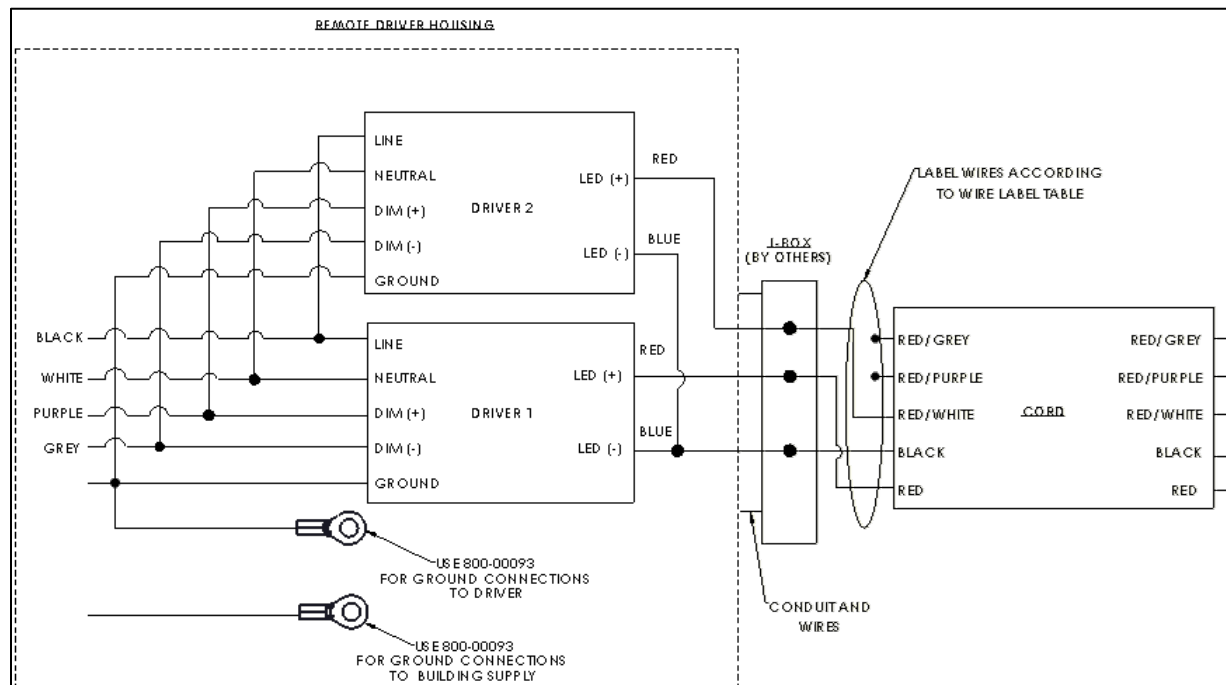 REMOTE DRIVER HOUSING
LINE
NEUTRAL
DIM (+)
DIM (-)
GROUND
DRIVER 2
LED (+)
LED (-)
RED
BLUE
LABEL WIRES ACCORDING
TO WIRE LABEL TABLE
J-BOX
(BY OTHERS)
BLACK
WHITE
PURPLE
GREY
LINE
NEUTRAL
DIM (+)
DIM (-)
GROUND
DRIVER 1
LED (+)
LED (-)
RED
BLUE
RED/GREY
RED/PURPLE
RED/WHITE
BLACK
RED
CORD
RED/GREY
RED/PURPLE
RED/WHITE
BLACK
RED
USE 800-00093
FOR GROUND CONNECTIONS
TO DRIVER
USE 800-00093
FOR GROUND CONNECTIONS
TO BUILDING SUPPLY
CONDUIT AND
WIRES